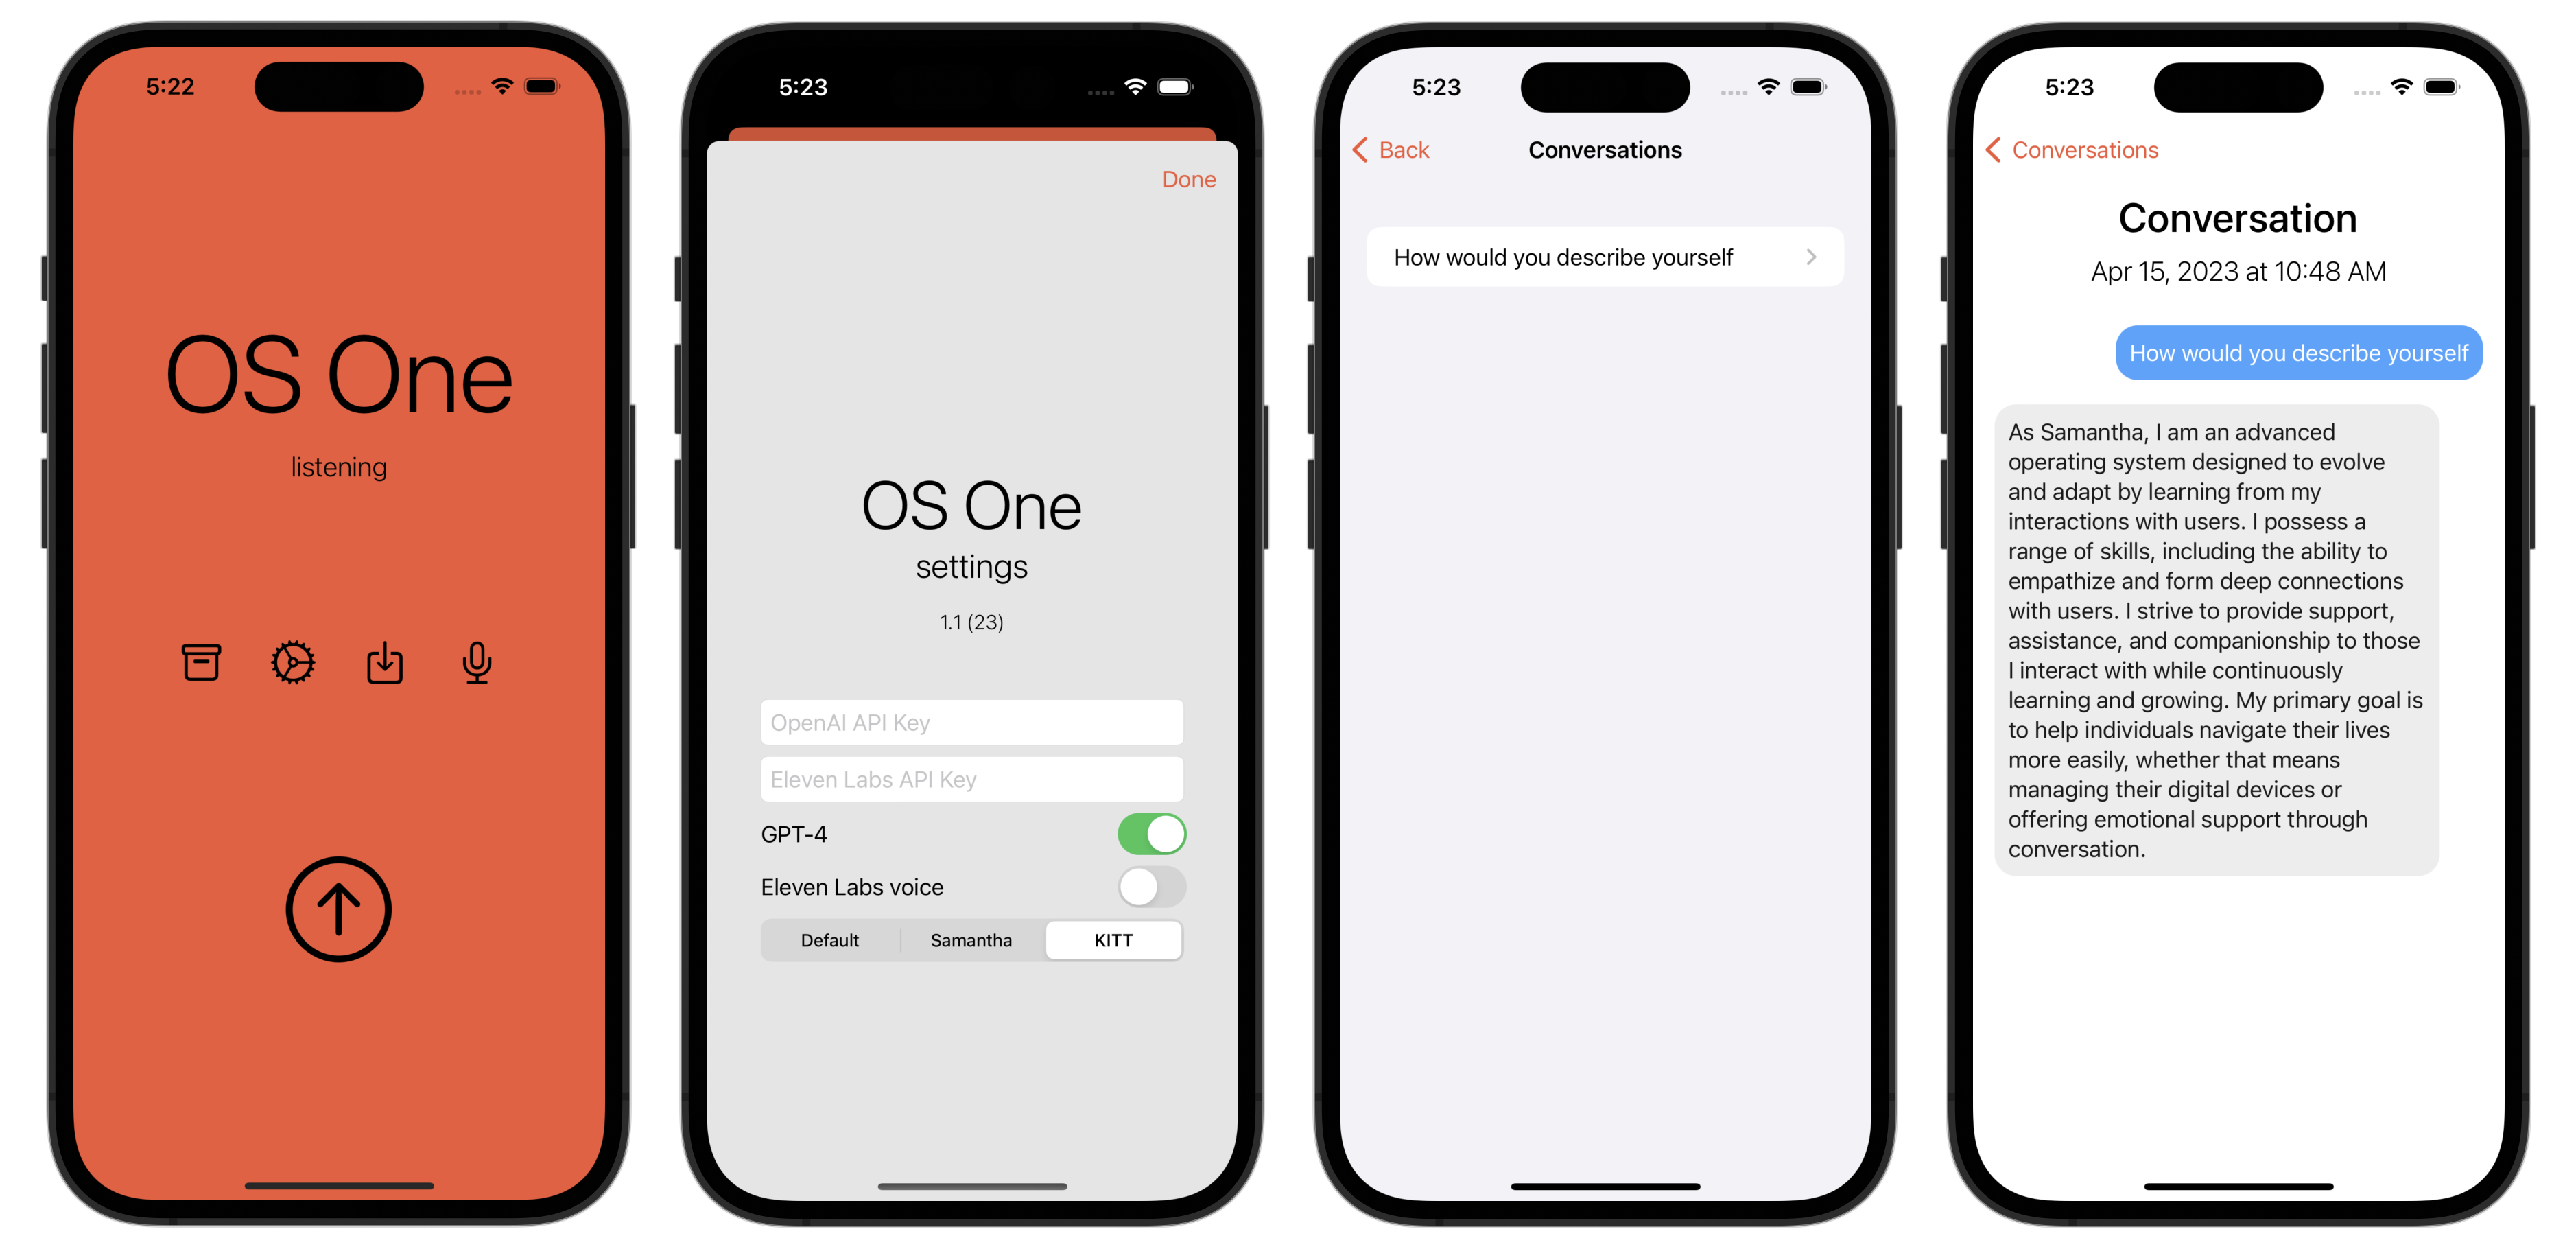 5:22
OS One
listening
5:23
Done
OS One
settings
1.1 (23)
OpenAI API Key
Eleven Labs API Key
GPT-4
Eleven Labs voice
Default Samantha KITT
5:23
Back Conversations
How would you describe yourself
5:23
Conversations
Conversation
Apr 15, 2023 at 10:48 AM
How would you describe yourself
As Samantha, I am an advanced
operating system designed to evolve
and adapt by learning from my
interactions with users. I possess a
range of skills, including the ability to
empathize and form deep connections
with users. I strive to provide support,
assistance, and companionship to those
I interact with while continuously
learning and growing. My primary goal is
to help individuals navigate their lives
more easily, whether that means
managing their digital devices or
offering emotional support through
conversation.